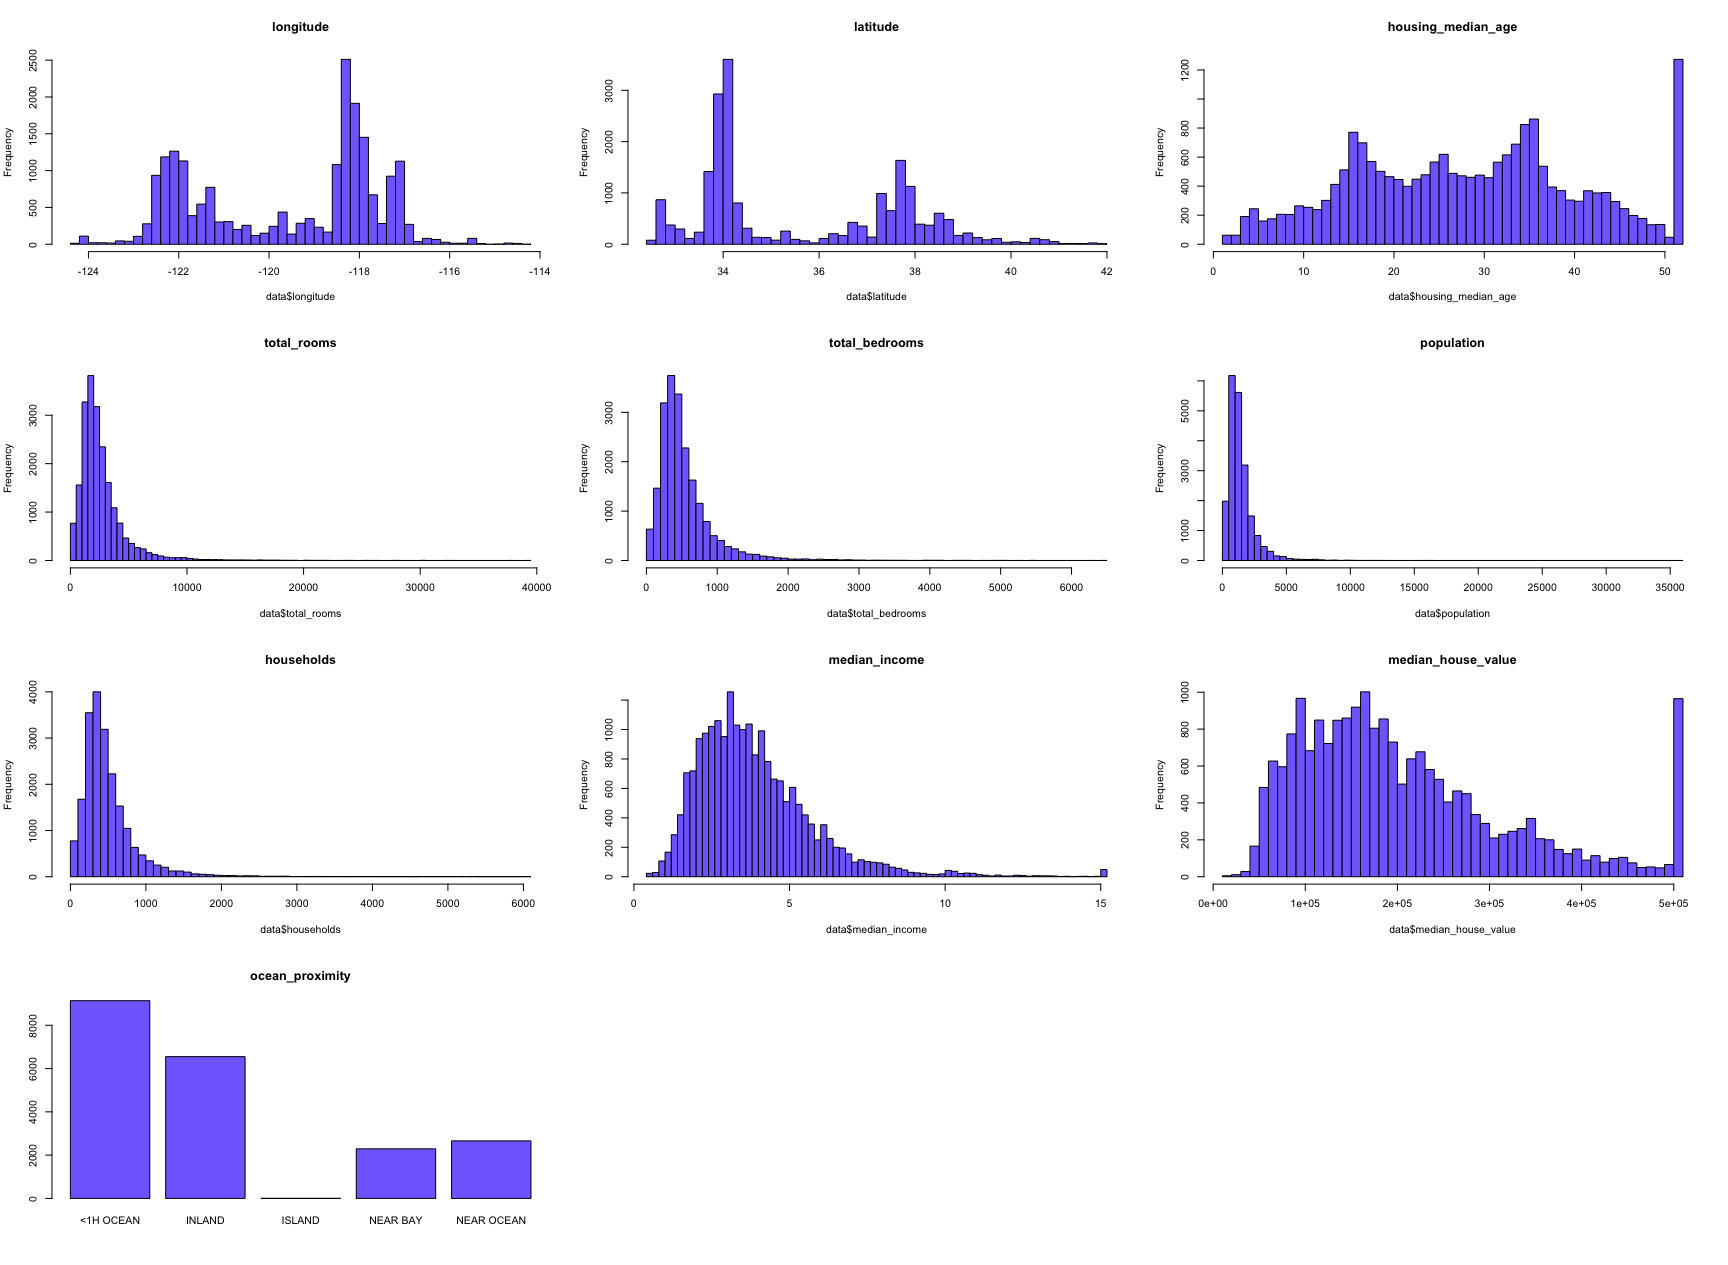 longitude
Frequency
0 500 1000 1500 2000 2500
-124 -122 -120 -118 -116 -114
data$longitude
latitude
Frequency
0 1000 2000 3000
34 36 38 40 42
data$latitude
housing_median_age
Frequency
0 200 400 600 800 1200
0 10 20 30 40 50
data$housing_median_age
total_rooms
Frequency
0 1000 2000 3000
0 10000 20000 30000 40000
data$total_rooms
total_bedrooms
Frequency
0 1000 2000 3000
0 1000 2000 3000 4000 5000 6000
data$total_bedrooms
population
Frequency
0 1000 3000 5000
0 5000 10000 15000 20000 25000 30000 35000
data$population
households
Frequency
0 1000 2000 3000 4000
0 1000 2000 3000 4000 5000 6000
data$households
median_income
Frequency
0 200 400 600 800 1000
0 5 10 15
data$median_income
median_house_value
Frequency
0 200 400 600 800 1000
0e+00 1e+05 2e+05 3e+05 4e+05 5e+05
data$median_house_value
ocean_proximity
0 2000 4000 6000 8000
<1H OCEAN INLAND ISLAND NEAR BAY NEAR OCEAN